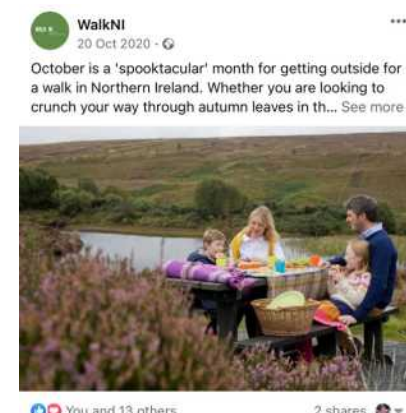 WalkNI
20 Oct 2020 ·
October is a 'spooktacular' month for getting outside for
a walk in Northern Ireland. Whether you are looking to
crunch your way through autumn leaves in th... See more
You and 13 others
2 shares